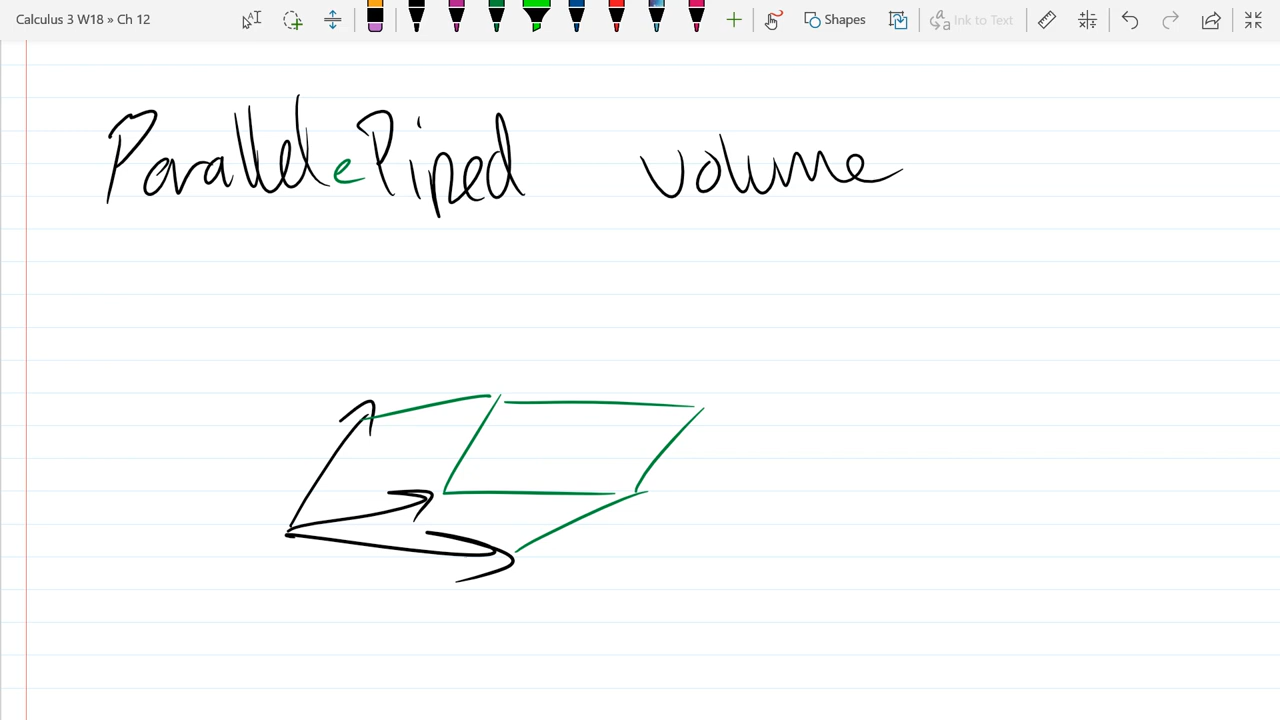 Calculus 3 W18 » Ch 12
Shapes
Ink to Text
ParallelePiped volume